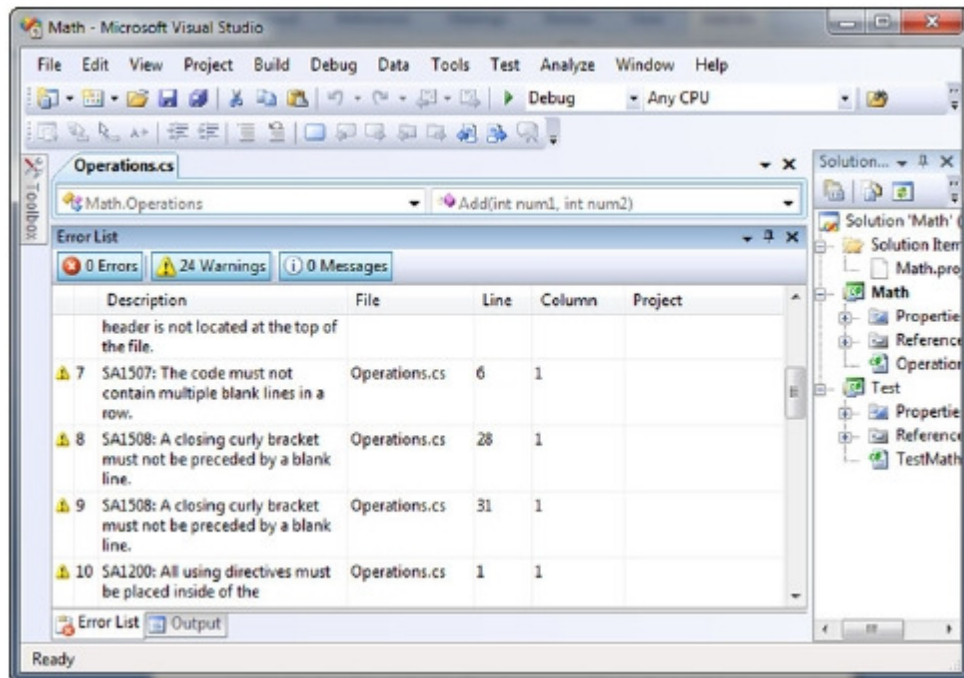 Math - Microsoft Visual Studio
File Edit View Project Build Debug Data Tools Test Analyze Window Help
Debug Any CPU
Toolbox
Operations.cs
Math.Operations
Add(int num1, int num2)
Error List
0 Errors
24 Warnings
0 Messages
Description File Line Column Project
header is not located at the top of
the file.
7 SA1507: The code must not Operations.cs 6 1
contain multiple blank lines in a
row.
8 SA1508: A closing curly bracket Operations.cs 28 1
must not be preceded by a blank
line.
9 SA1508: A closing curly bracket Operations.cs 31 1
must not be preceded by a blank
line.
10 SA1200: All using directives must Operations.cs 1 1
be placed inside of the
Error List
Output
Ready
Solution...
Solution 'Math' (
Solution Item
Math.proj
Math
Propertie
Reference
Operation
Test
Propertie
Reference
TestMath